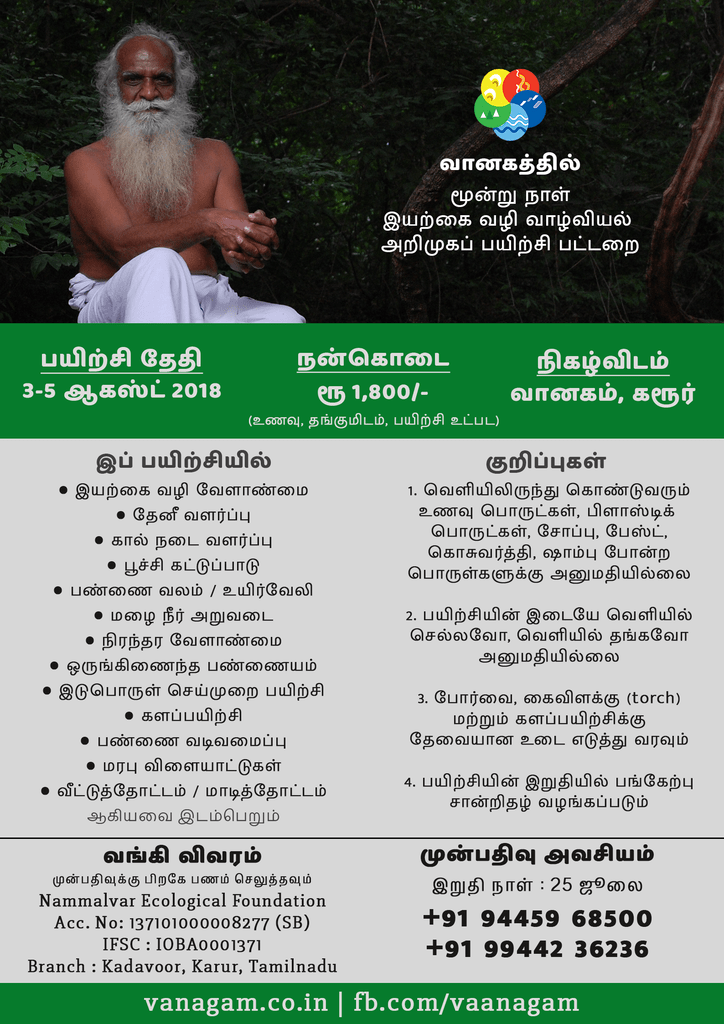 வானகத்தில்
மூன்று நாள்
இயற்கை வழி வாழ்வியல்
அறிமுகப் பயிற்சி பட்டறை
பயிற்சி தேதி
3-5 ஆகஸ்ட் 2018
நன்கொடை
ரூ 1,800/-
(உணவு, தங்குமிடம், பயிற்சி உட்பட)
நிகழ்விடம்
வானகம், கரூர்
இப் பயிற்சியில்
• இயற்கை வழி வேளாண்மை
• தேனீ வளர்ப்பு
• கால் நடை வளர்ப்பு
• பூச்சி கட்டுப்பாடு
• பண்ணை வலம் / உயிர்வேலி
• மழை நீர் அறுவடை
• நிரந்தர வேளாண்மை
• ஒருங்கிணைந்த பண்ணையம்
• இடுபொருள் செய்முறை பயிற்சி
• களப்பயிற்சி
• பண்ணை வடிவமைப்பு
• மரபு விளையாட்டுகள்
• வீட்டுத்தோட்டம் / மாடித்தோட்டம்
ஆகியவை இடம்பெறும்
குறிப்புகள்
1. வெளியிலிருந்து கொண்டுவரும்
உணவு பொருட்கள், பிளாஸ்டிக்
பொருட்கள், சோப்பு, பேஸ்ட்,
கொசுவர்த்தி, ஷாம்பு போன்ற
பொருள்களுக்கு அனுமதியில்லை
2. பயிற்சியின் இடையே வெளியில்
செல்லவோ, வெளியில் தங்கவோ
அனுமதியில்லை
3. போர்வை, கைவிளக்கு (torch)
மற்றும் களப்பயிற்சிக்கு
தேவையான உடை எடுத்து வரவும்
4. பயிற்சியின் இறுதியில் பங்கேற்பு
சான்றிதழ் வழங்கப்படும்
வங்கி விவரம்
முன்பதிவுக்கு பிறகே பணம் செலுத்தவும்
Nammalvar Ecological Foundation
Acc. No: 137101000008277 (SB)
IFSC : IOBA0001371
Branch : Kadavoor, Karur, Tamilnadu
முன்பதிவு அவசியம்
இறுதி நாள் : 25 ஜூலை
+91 94459 68500
+91 99442 36236
vanagam.co.in | fb.com/vaanagam